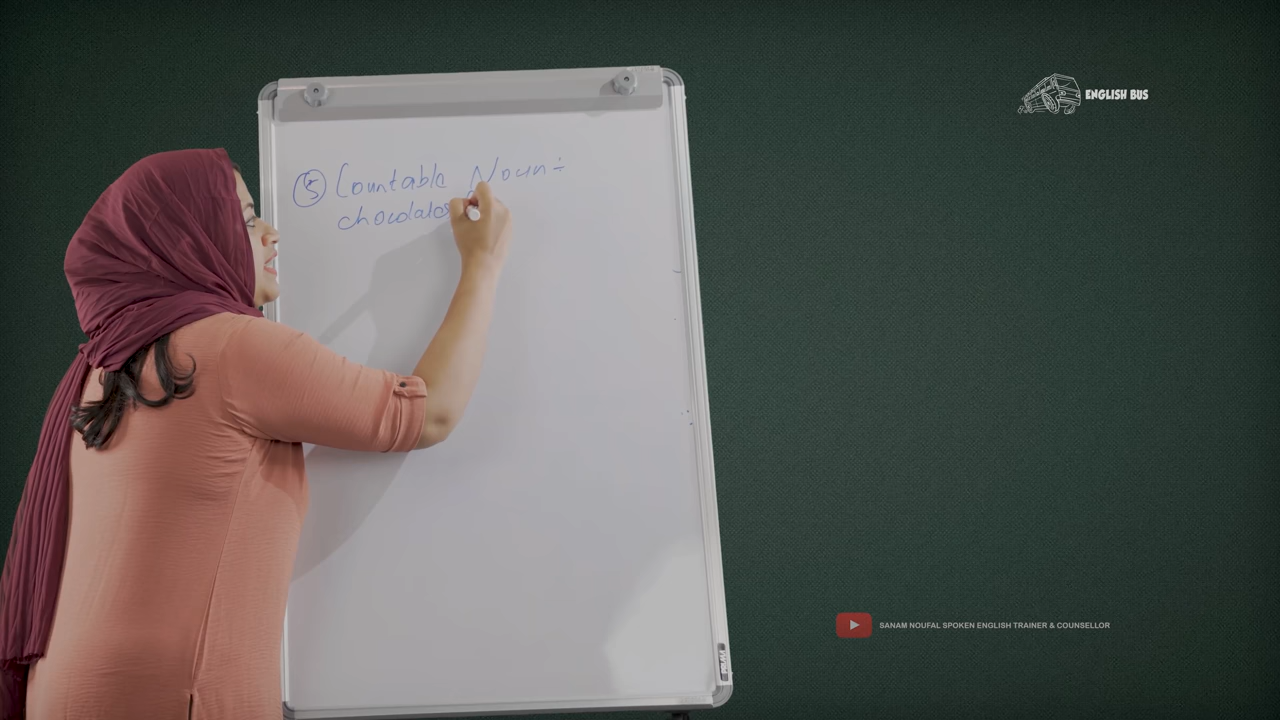 ⑤ Countable Noun :-
chocolates
ENGLISH BUS
SANAM NOUFAL SPOKEN ENGLISH TRAINER & COUNSELLOR